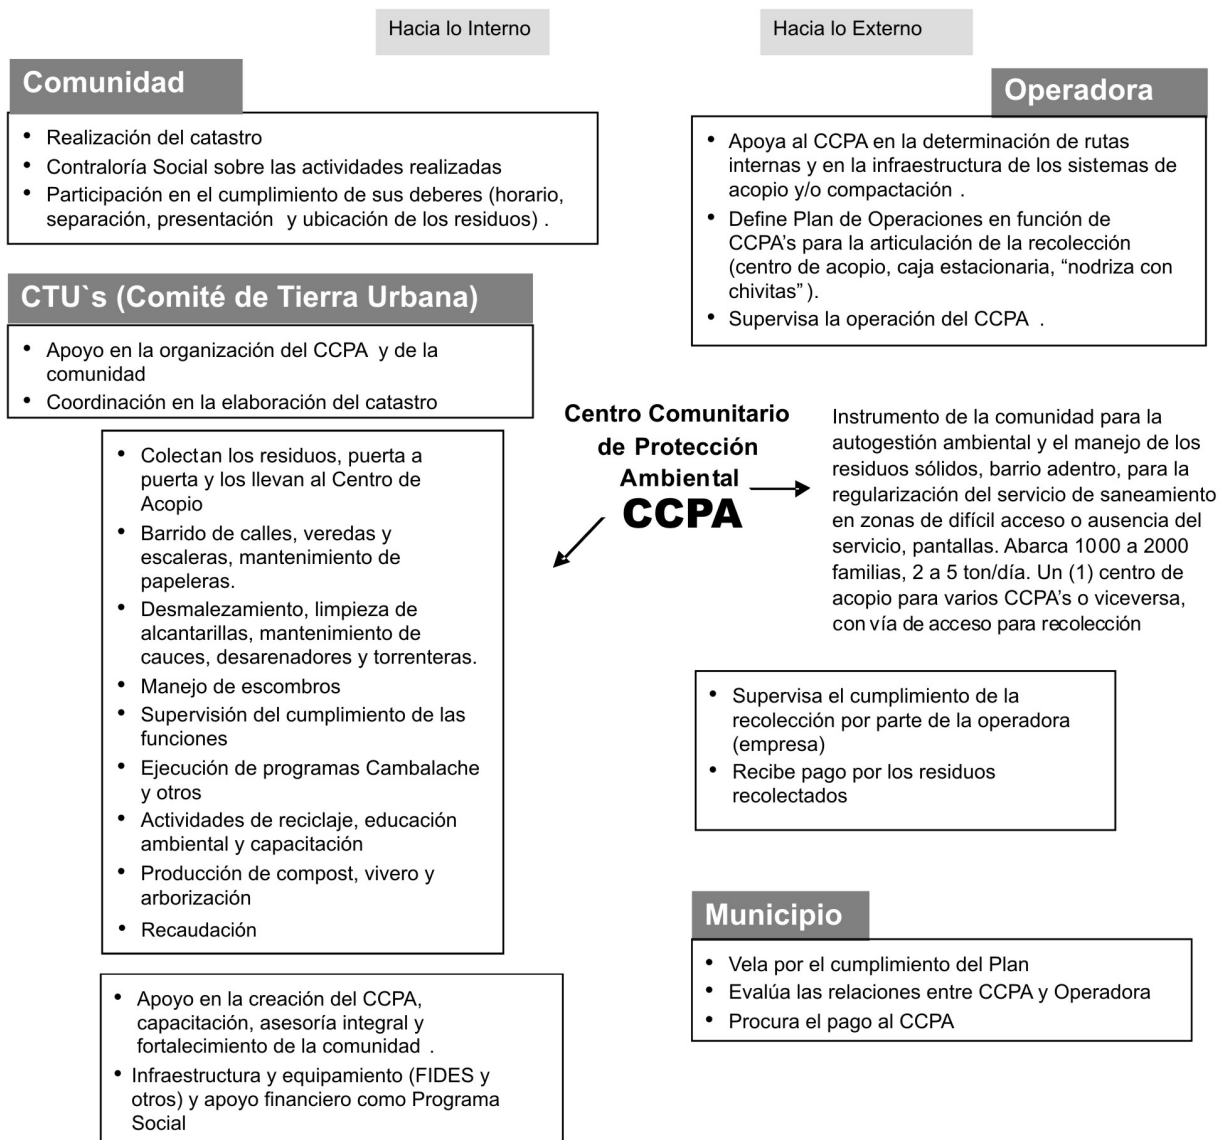 Hacia lo Interno
Hacia lo Externo
Comunidad
• Realización del catastro
• Contraloría Social sobre las actividades realizadas
• Participación en el cumplimiento de sus deberes (horario,
separación, presentación y ubicación de los residuos) .
CTU`s (Comité de Tierra Urbana)
• Apoyo en la organización del CCPA y de la
comunidad
• Coordinación en la elaboración del catastro
• Colectan los residuos, puerta a
puerta y los llevan al Centro de
Acopio
• Barrido de calles, veredas y
escaleras, mantenimiento de
papeleras.
• Desmalezamiento, limpieza de
alcantarillas, mantenimiento de
cauces, desarenadores y torrenteras.
• Manejo de escombros
• Supervisión del cumplimiento de las
funciones
• Ejecución de programas Cambalache
y otros
• Actividades de reciclaje, educación
ambiental y capacitación
• Producción de compost, vivero y
arborización
• Recaudación
• Apoyo en la creación del CCPA,
capacitación, asesoría integral y
fortalecimiento de la comunidad .
• Infraestructura y equipamiento (FIDES y
otros) y apoyo financiero como Programa
Social
Centro Comunitario
de Protección
Ambiental
CCPA
Operadora
• Apoya al CCPA en la determinación de rutas
internas y en la infraestructura de los sistemas de
acopio y/o compactación .
• Define Plan de Operaciones en función de
CCPA's para la articulación de la recolección
(centro de acopio, caja estacionaria, “nodriza con
chivitas” ).
• Supervisa la operación del CCPA .
Instrumento de la comunidad para la
autogestión ambiental y el manejo de los
residuos sólidos, barrio adentro, para la
regularización del servicio de saneamiento
en zonas de difícil acceso o ausencia del
servicio, pantallas. Abarca 1000 a 2000
familias, 2 a 5 ton/día. Un (1) centro de
acopio para varios CCPA's o viceversa,
con vía de acceso para recolección
• Supervisa el cumplimiento de la
recolección por parte de la operadora
(empresa)
• Recibe pago por los residuos
recolectados
Municipio
• Vela por el cumplimiento del Plan
• Evalúa las relaciones entre CCPA y Operadora
• Procura el pago al CCPA